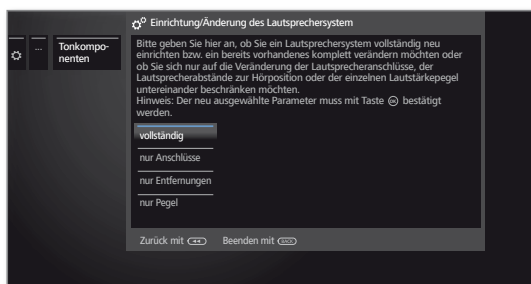 Einrichtung/Änderung des Lautsprechersystem
...
Tonkompo-
nenten
Bitte geben Sie hier an, ob Sie ein Lautsprechersystem vollständig neu
einrichten bzw. ein bereits vorhandenes komplett verändern möchten oder
ob Sie sich nur auf die Veränderung der Lautsprecheranschlüsse, der
Lautsprecherabstände zur Hörposition oder der einzelnen Lautstärkepegel
untereinander beschränken möchten.
Hinweis: Der neu ausgewählte Parameter muss mit Taste OK bestätigt
werden.
vollständig
nur Anschlüsse
nur Entfernungen
nur Pegel
Zurück mit Beenden mit BACK